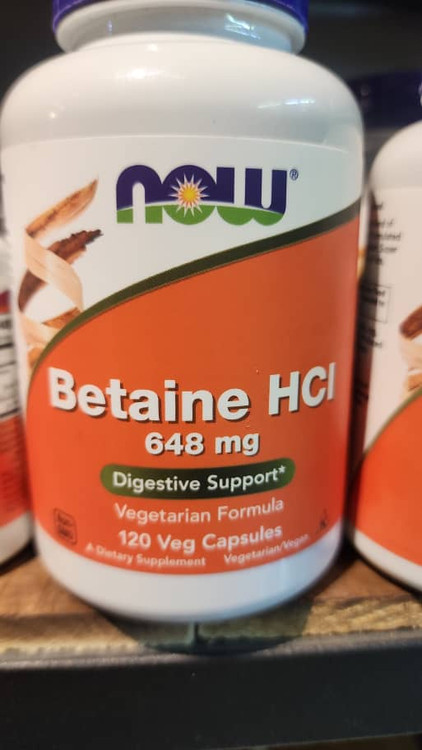 NOW®
Betaine HCl
648 mg
Digestive Support*
Vegetarian Formula
120 Veg Capsules
A Dietary Supplement Vegetarian/Vegan